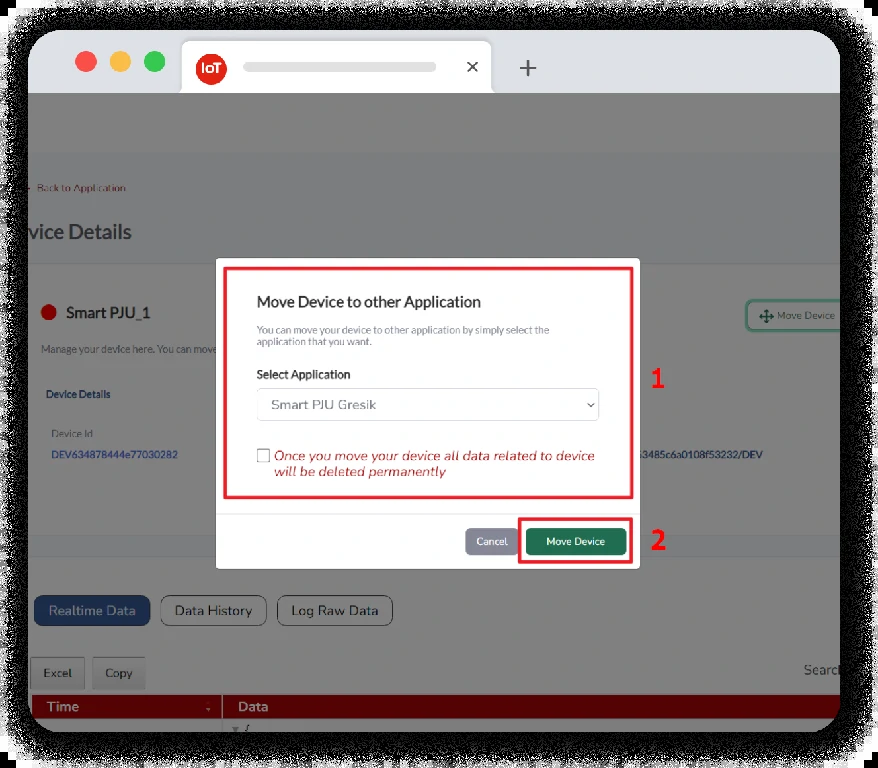 IoT
Back to Application
vice Details
Smart PJU_1
Move Device
Manage your device here. You can move
Device Details
Device Id
DEV634878444e77030282
3485c6a0108f53232/DEV
Move Device to other Application
You can move your device to other application by simply select the
application that you want.
Select Application
Smart PJU Gresik
Once you move your device all data related to device
will be deleted permanently
1
Cancel
Move Device
2
Realtime Data
Data History
Log Raw Data
Excel
Copy
Search
Time
Data
{